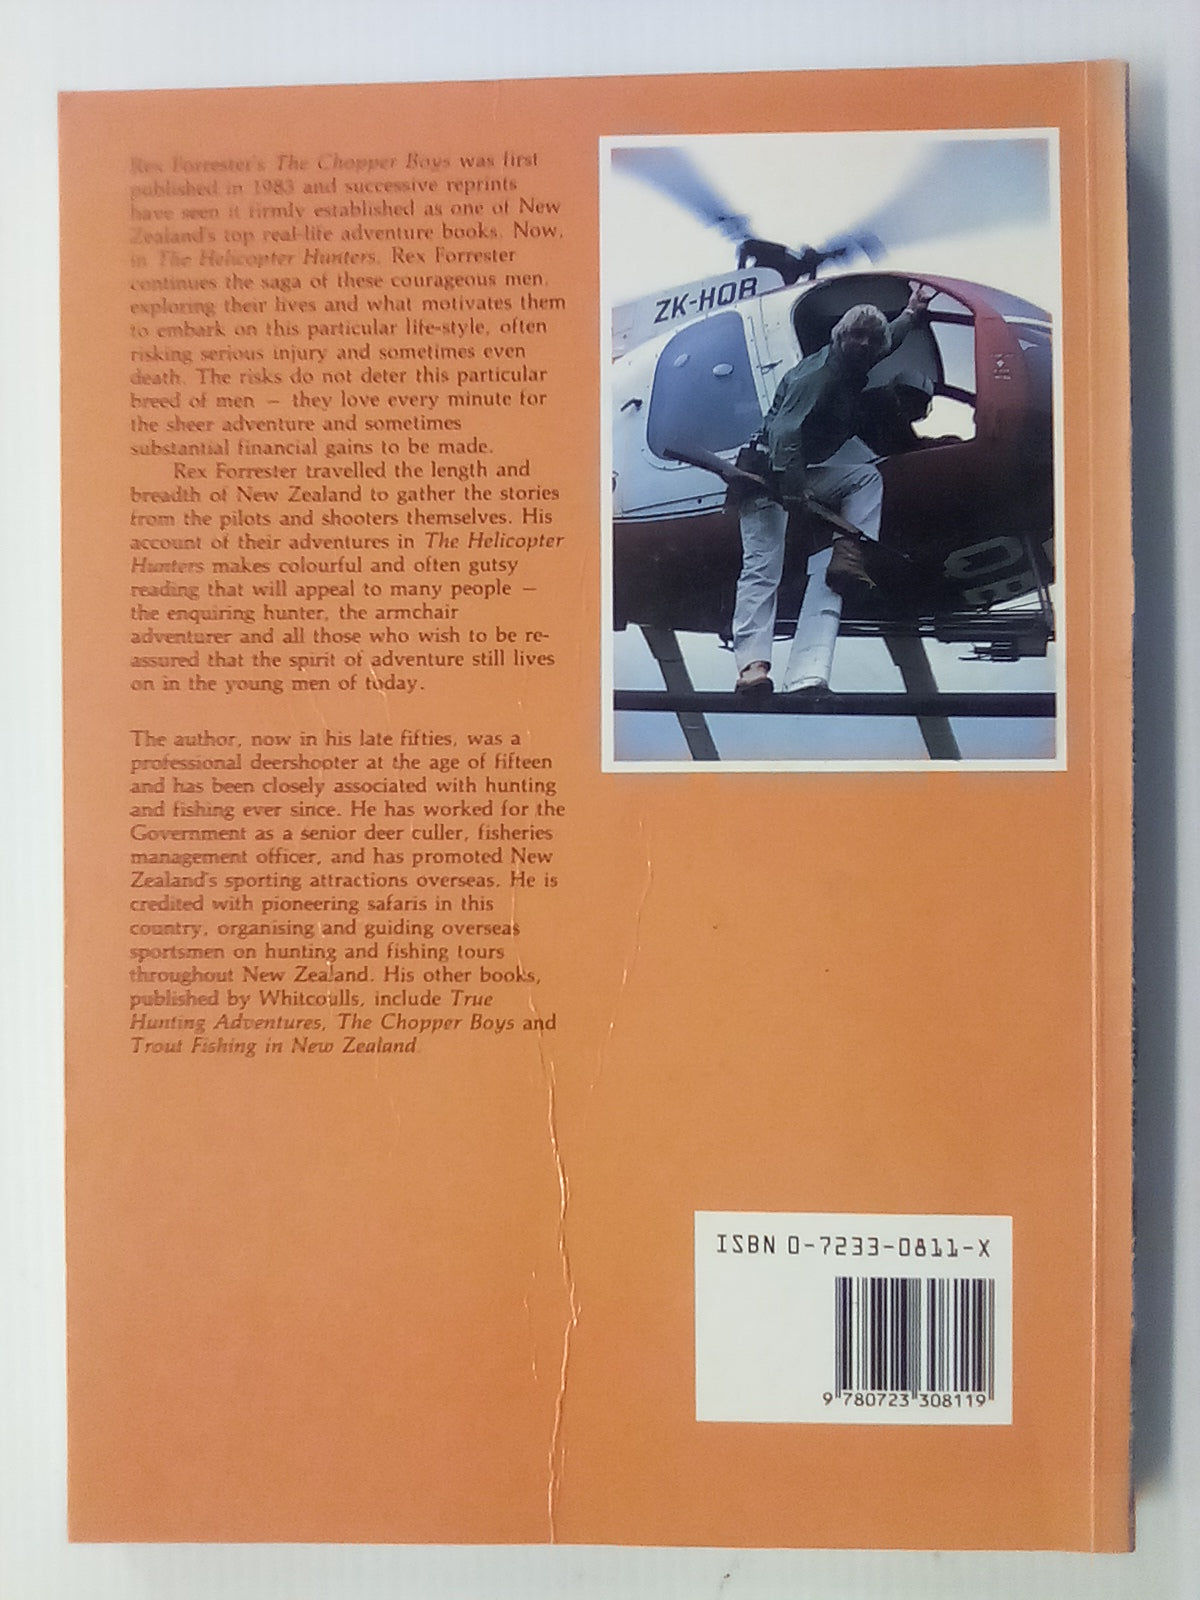 Rex Forrester's The Chopper Boys was first
published in 1983 and successive reprints
have seen it firmly established as one of New
Zealand's top real-life adventure books. Now,
in The Helicopter Hunters, Rex Forrester
continues the saga of these courageous men,
exploring their lives and what motivates them
to embark on this particular life-style, often
risking serious injury and sometimes even
death. The risks do not deter this particular
breed of men — they love every minute for
the sheer adventure and sometimes
substantial financial gains to be made.
Rex Forrester travelled the length and
breadth of New Zealand to gather the stories
from the pilots and shooters themselves. His
account of their adventures in The Helicopter
Hunters makes colourful and often gutsy
reading that will appeal to many people —
the enquiring hunter, the armchair
adventurer and all those who wish to be re-
assured that the spirit of adventure still lives
on in the young men of today.
The author, now in his late fifties, was a
professional deershooter at the age of fifteen
and has been closely associated with hunting
and fishing ever since. He has worked for the
Government as a senior deer culler, fisheries
management officer, and has promoted New
Zealand's sporting attractions overseas. He is
credited with pioneering safaris in this
country, organising and guiding overseas
sportsmen on hunting and fishing tours
throughout New Zealand. His other books,
published by Whitcoulls, include True
Hunting Adventures, The Chopper Boys and
Trout Fishing in New Zealand.
ISBN 0-7233-0811-X
9 780723 308119